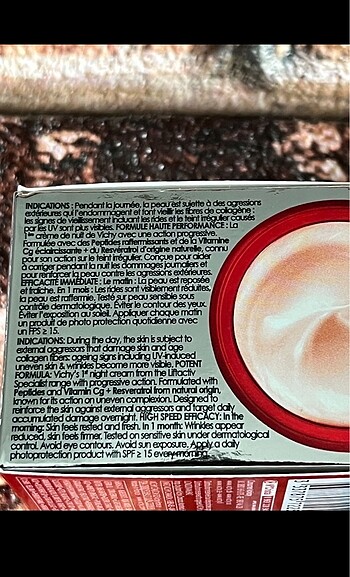 INDICATIONS : Pendant la journée, la peau est sujette à des agressions
extérieures qui l'endommagent et font vieillir les fibres de collagène :
les signes de vieillissement incluant les rides et le teint irrégulier causés
par les UV sont plus visibles. FORMULE HAUTE PERFORMANCE : La
1ère crème de nuit de Vichy avec une action progressive.
Formulée avec des Peptides raffermissants et de la Vitamine
Cg éclaircissante + du Resvératrol d'origine naturelle, connu
pour son action sur le teint irrégulier. Conçue pour aider
à corriger pendant la nuit les dommages journaliers et
pour renforcer la peau contre les agressions extérieures.
EFFICACITÉ IMMÉDIATE : Le matin : La peau est reposée
et fraîche. En 1 mois : Les rides sont visiblement réduites,
la peau est raffermie. Testé sur peau sensible sous
contrôle dermatologique. Éviter le contour des yeux.
Éviter l'exposition au soleil. Appliquer chaque matin
un produit de photo protection quotidienne avec
un FPS ≥ 15.
INDICATIONS: During the day, the skin is subject to
external aggressors that damage skin and age
collagen fibers: ageing signs including UV-induced
uneven skin & wrinkles become more visible. POTENT
FORMULA: Vichy's 1st night cream from the Liftactiv
Specialist range with progressive action. Formulated with
Peptides and Vitamin Cg + Resveratrol from natural origin,
known for its action on uneven complexion. Designed to
reinforce the skin against external aggressors and target daily
accumulated damage overnight. HIGH SPEED EFFICACY: In the
morning: Skin feels rested and fresh. In 1 month: Wrinkles appear
reduced, skin feels firmer. Tested on sensitive skin under dermatological
control. Avoid eye contours. Avoid sun exposure. Apply a daily
photoprotection product with SPF ≥ 15 every morning.